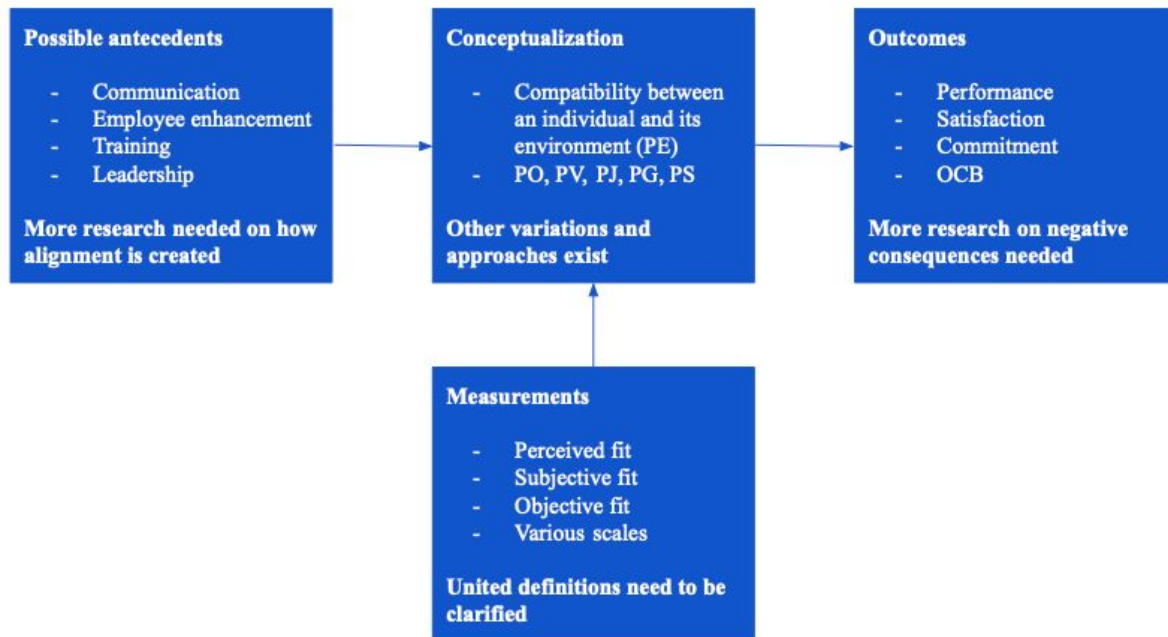 Possible antecedents
- Communication
- Employee enhancement
- Training
- Leadership
More research needed on how
alignment is created
Conceptualization
- Compatibility between
an individual and its
environment (PE)
- PO, PV, PJ, PG, PS
Other variations and
approaches exist
Outcomes
- Performance
- Satisfaction
- Commitment
- OCB
More research on negative
consequences needed
Measurements
- Perceived fit
- Subjective fit
- Objective fit
- Various scales
United definitions need to be
clarified